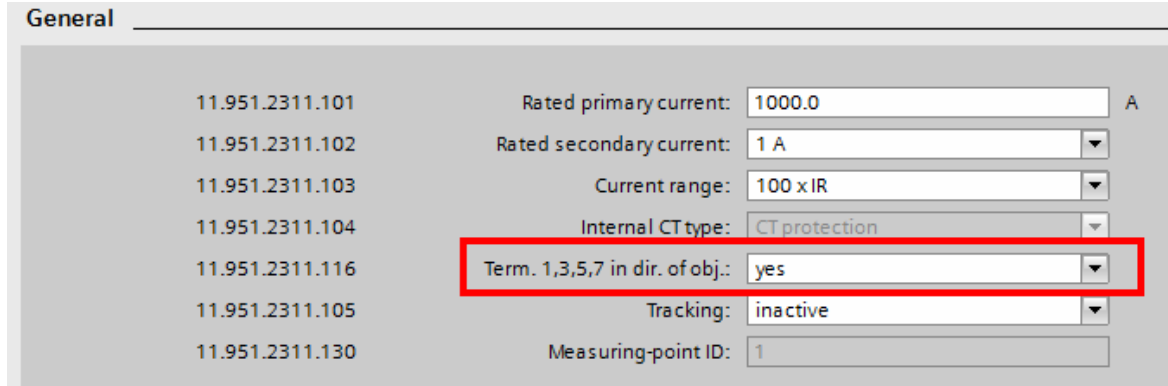 General
11.951.2311.101 Rated primary current: 1000.0 A
11.951.2311.102 Rated secondary current: 1 A
11.951.2311.103 Current range: 100 x IR
11.951.2311.104 Internal CT type: CT protection
11.951.2311.116 Term. 1,3,5,7 in dir. of obj.: yes
11.951.2311.105 Tracking: inactive
11.951.2311.130 Measuring-point ID: 1